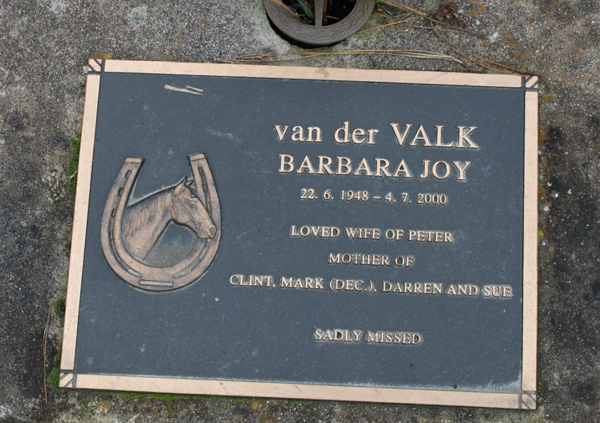 van der VALK
BARBARA JOY
22. 6. 1948 – 4. 7. 2000
LOVED WIFE OF PETER
MOTHER OF
CLINT, MARK (DEC.), DARREN AND SUE
SADLY MISSED